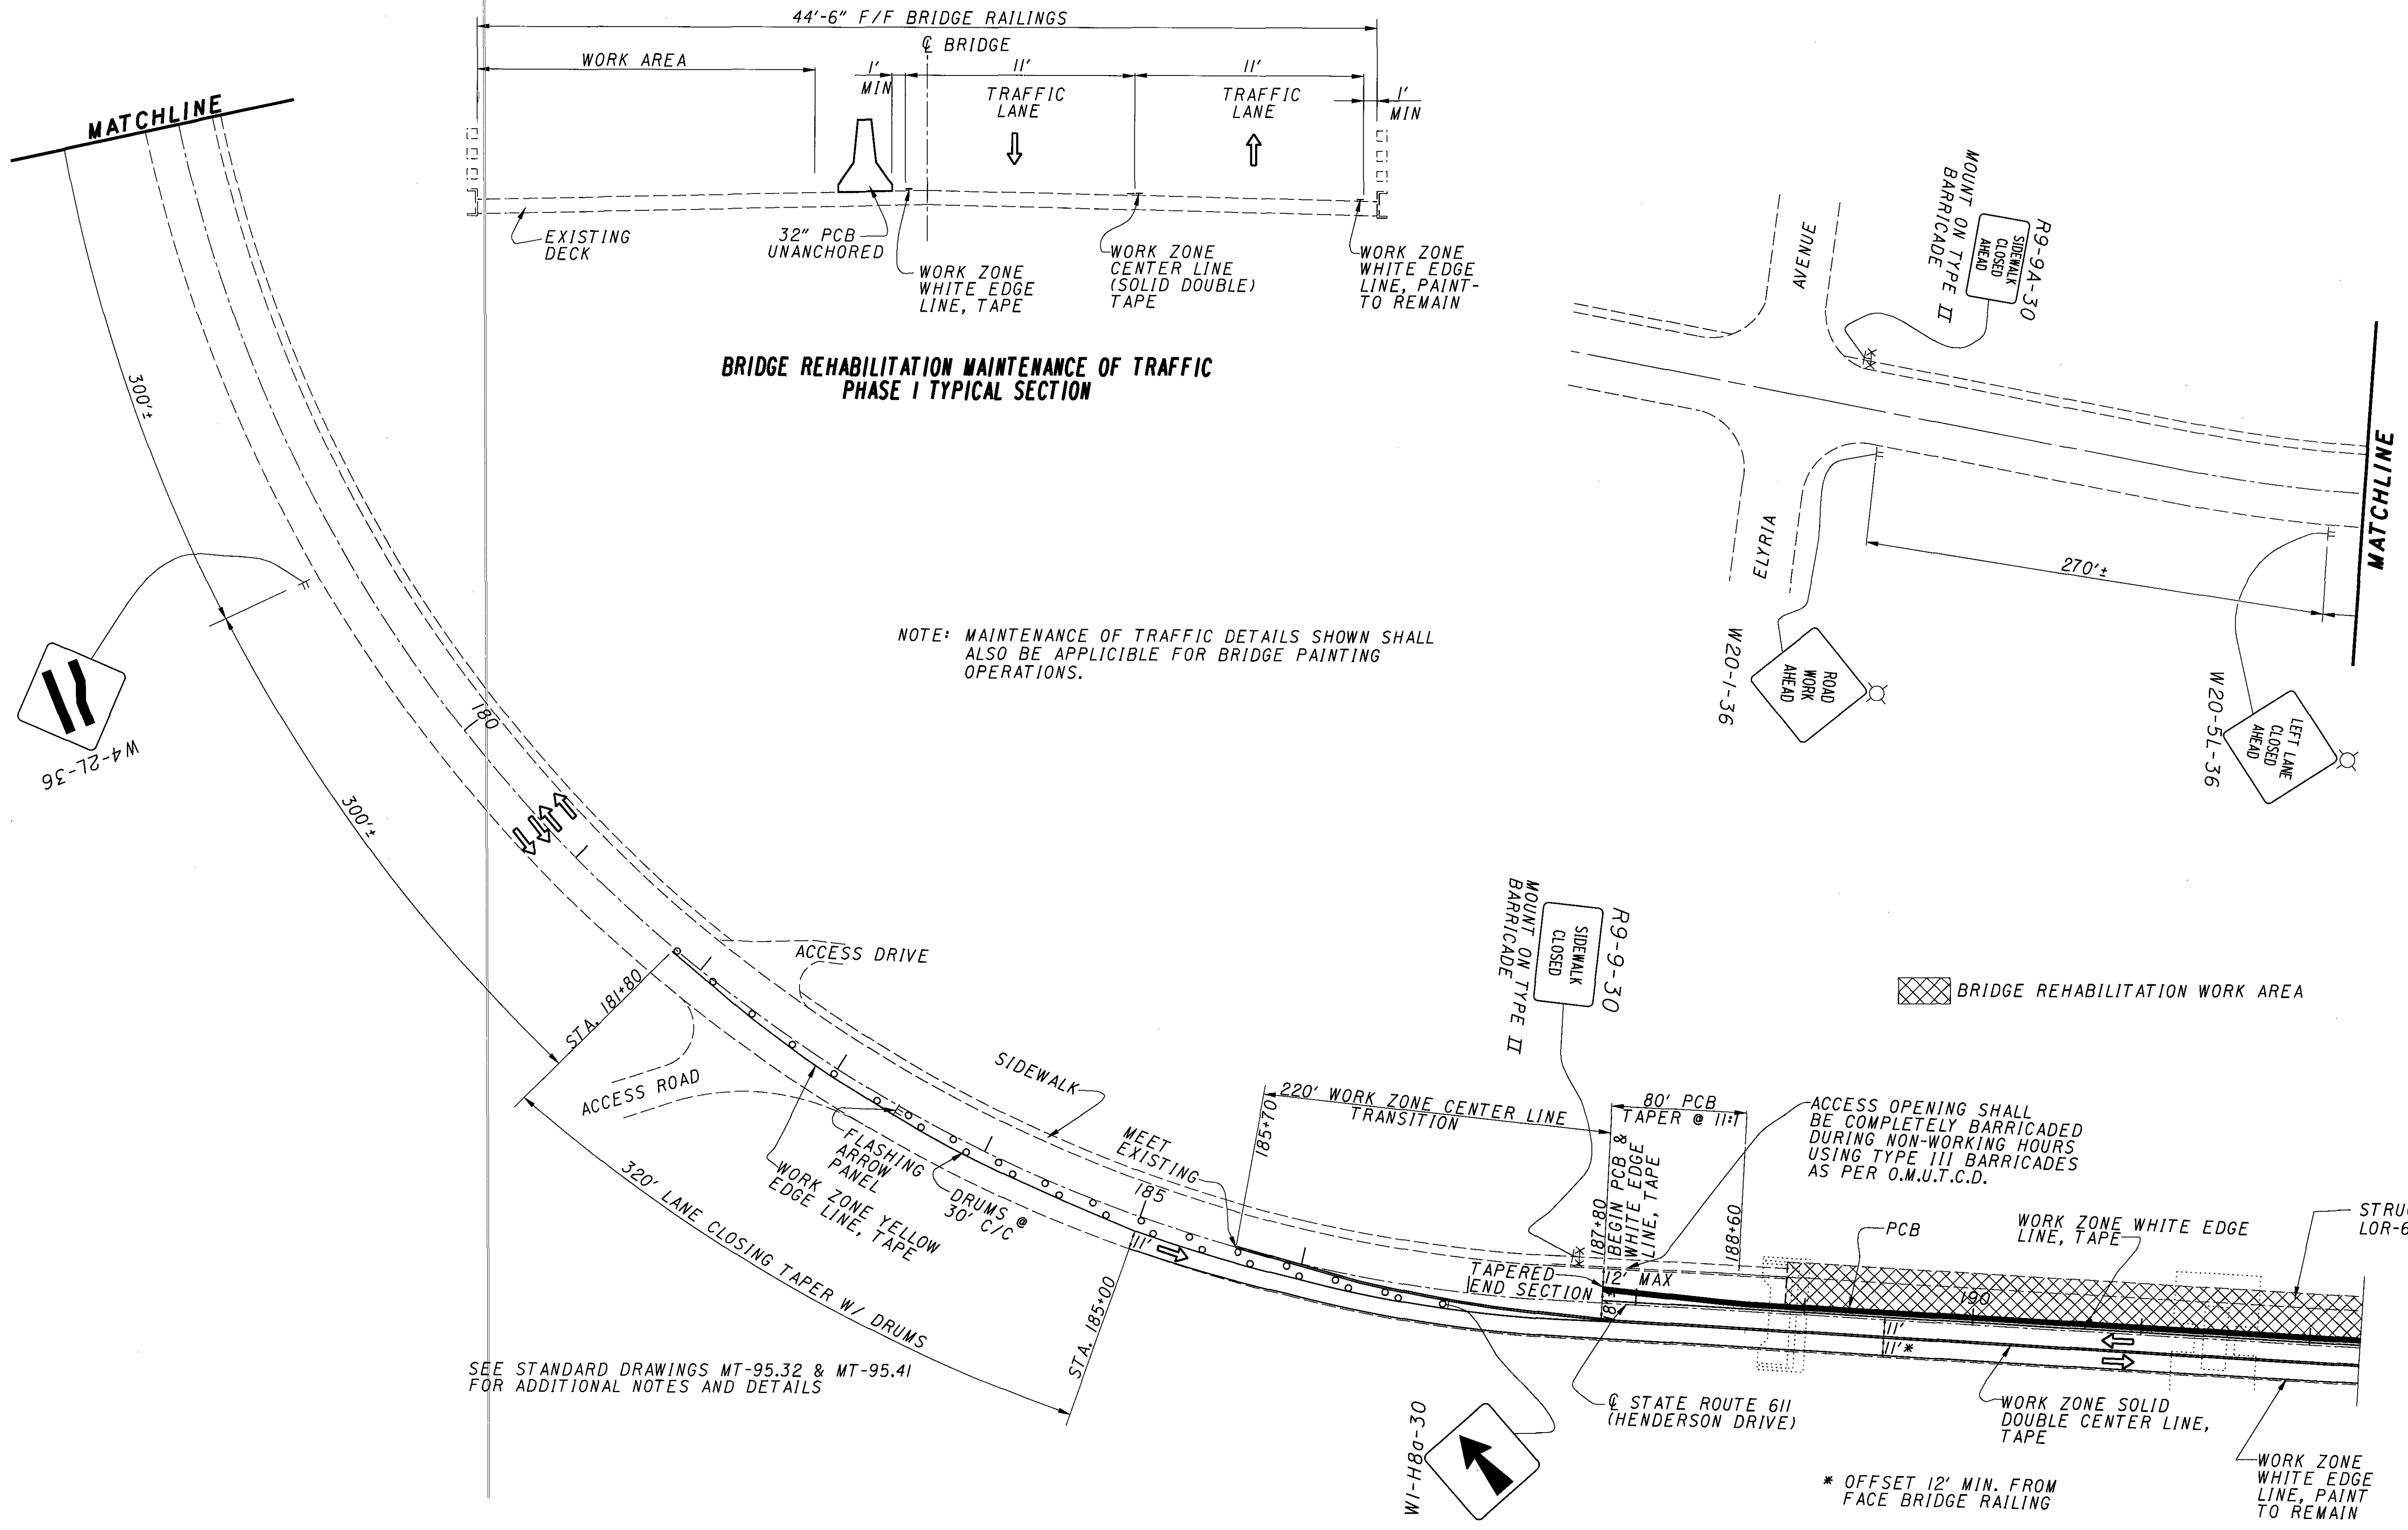 44'-6" F/F BRIDGE RAILINGS
℄ BRIDGE
WORK AREA
1'
MIN
11'
11'
TRAFFIC
LANE
TRAFFIC
LANE
1'
MIN
EXISTING
DECK
32" PCB
UNANCHORED
WORK ZONE
WHITE EDGE
LINE, TAPE
WORK ZONE
CENTER LINE
(SOLID DOUBLE)
TAPE
WORK ZONE
WHITE EDGE
LINE, PAINT-
TO REMAIN
BRIDGE REHABILITATION MAINTENANCE OF TRAFFIC
PHASE I TYPICAL SECTION
MATCHLINE
300'±
W4-2L-36
300'±
180
NOTE: MAINTENANCE OF TRAFFIC DETAILS SHOWN SHALL
ALSO BE APPLICIBLE FOR BRIDGE PAINTING
OPERATIONS.
AVENUE
ELYRIA
MOUNT ON TYPE II
BARRICADE
SIDEWALK
CLOSED
AHEAD
R9-9A-30
MATCHLINE
270'±
W20-1-36
ROAD
WORK
AHEAD
W20-5L-36
LEFT LANE
CLOSED
AHEAD
ACCESS DRIVE
STA. 181+80
ACCESS ROAD
SIDEWALK
FLASHING
ARROW
PANEL
WORK ZONE YELLOW
EDGE LINE, TAPE
DRUMS @
30' C/C
320' LANE CLOSING TAPER W/ DRUMS
STA. 185+00
185
11'
MEET
EXISTING
185+70
220' WORK ZONE CENTER LINE
TRANSITION
MOUNT ON TYPE II
BARRICADE
SIDEWALK
CLOSED
R9-9-30
80' PCB
TAPER @ 11:1
187+80
BEGIN PCB &
WHITE EDGE
LINE, TAPE
188+60
ACCESS OPENING SHALL
BE COMPLETELY BARRICADED
DURING NON-WORKING HOURS
USING TYPE III BARRICADES
AS PER O.M.U.T.C.D.
BRIDGE REHABILITATION WORK AREA
TAPERED
END SECTION
12' MAX
18'±
PCB
WORK ZONE WHITE EDGE
LINE, TAPE
STRU
LOR-6
190
11'
11'*
℄ STATE ROUTE 611
(HENDERSON DRIVE)
WORK ZONE SOLID
DOUBLE CENTER LINE,
TAPE
WORK ZONE
WHITE EDGE
LINE, PAINT
TO REMAIN
W1-H8a-30
* OFFSET 12' MIN. FROM
FACE BRIDGE RAILING
SEE STANDARD DRAWINGS MT-95.32 & MT-95.41
FOR ADDITIONAL NOTES AND DETAILS